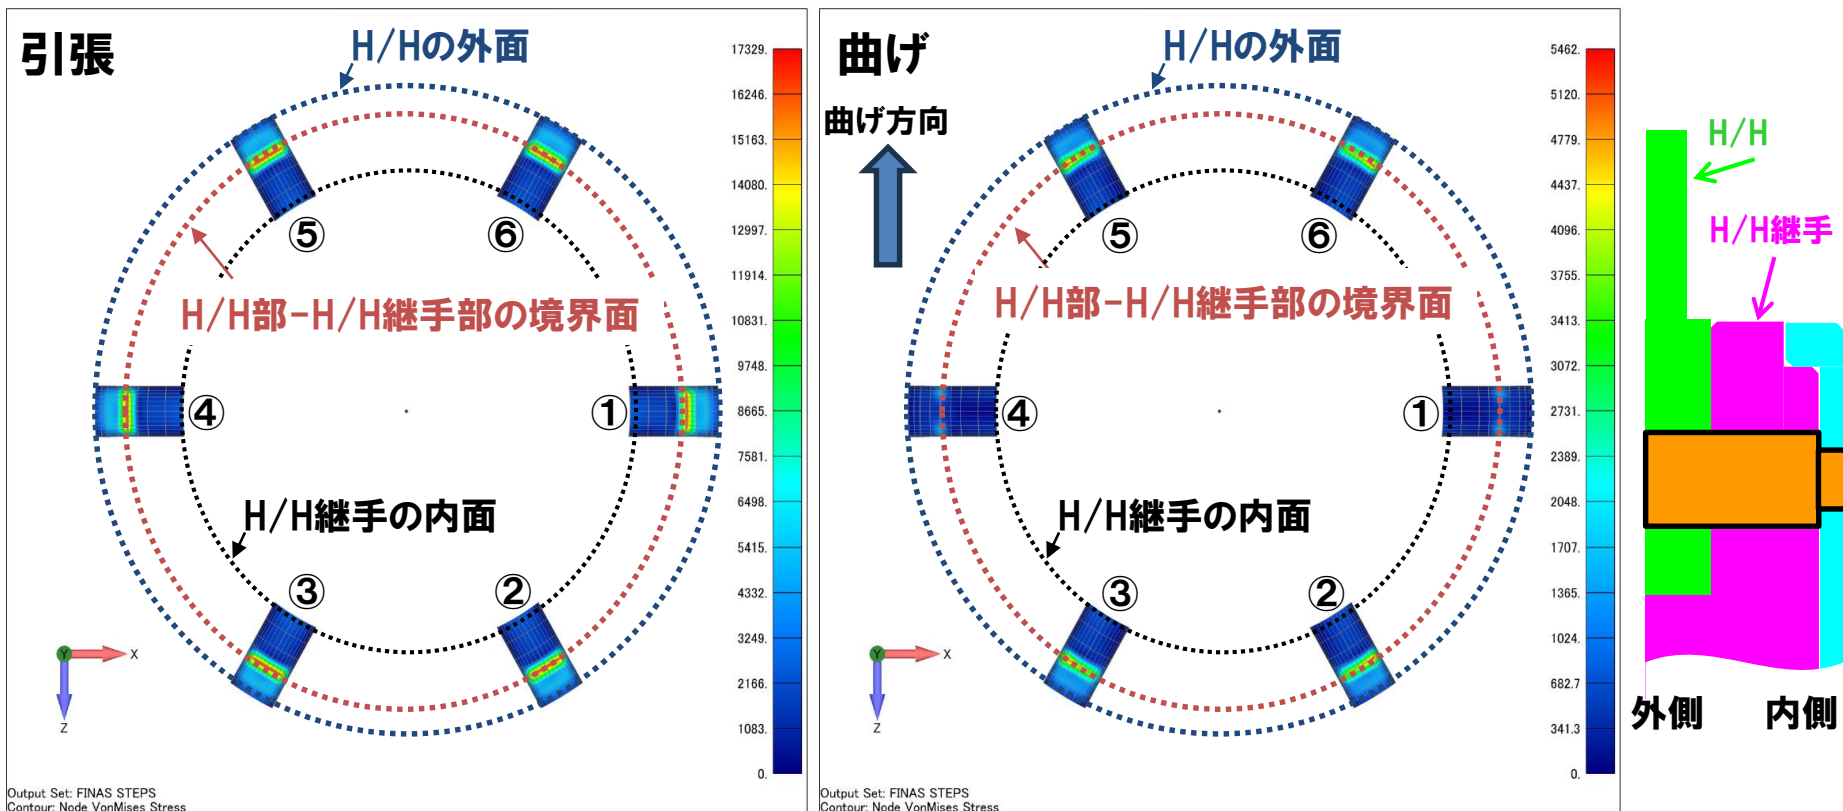 引張
H/Hの外面
⑤
⑥
H/H部-H/H継手部の境界面
④
①
H/H継手の内面
③
②
Y
X
Z
17329.
16246.
15163.
14080.
12997.
11914.
10831.
9748.
8665.
7581.
6498.
5415.
4332.
3249.
2166.
1083.
0.
Output Set: FINAS STEPS
Contour: Node VonMises Stress
曲げ
H/Hの外面
曲げ方向
⑤
⑥
H/H部-H/H継手部の境界面
④
①
H/H継手の内面
③
②
Y
X
Z
5462.
5120.
4779.
4437.
4096.
3755.
3413.
3072.
2731.
2389.
2048.
1707.
1365.
1024.
682.7
341.3
0.
Output Set: FINAS STEPS
Contour: Node VonMises Stress
H/H
H/H継手
外側
内側